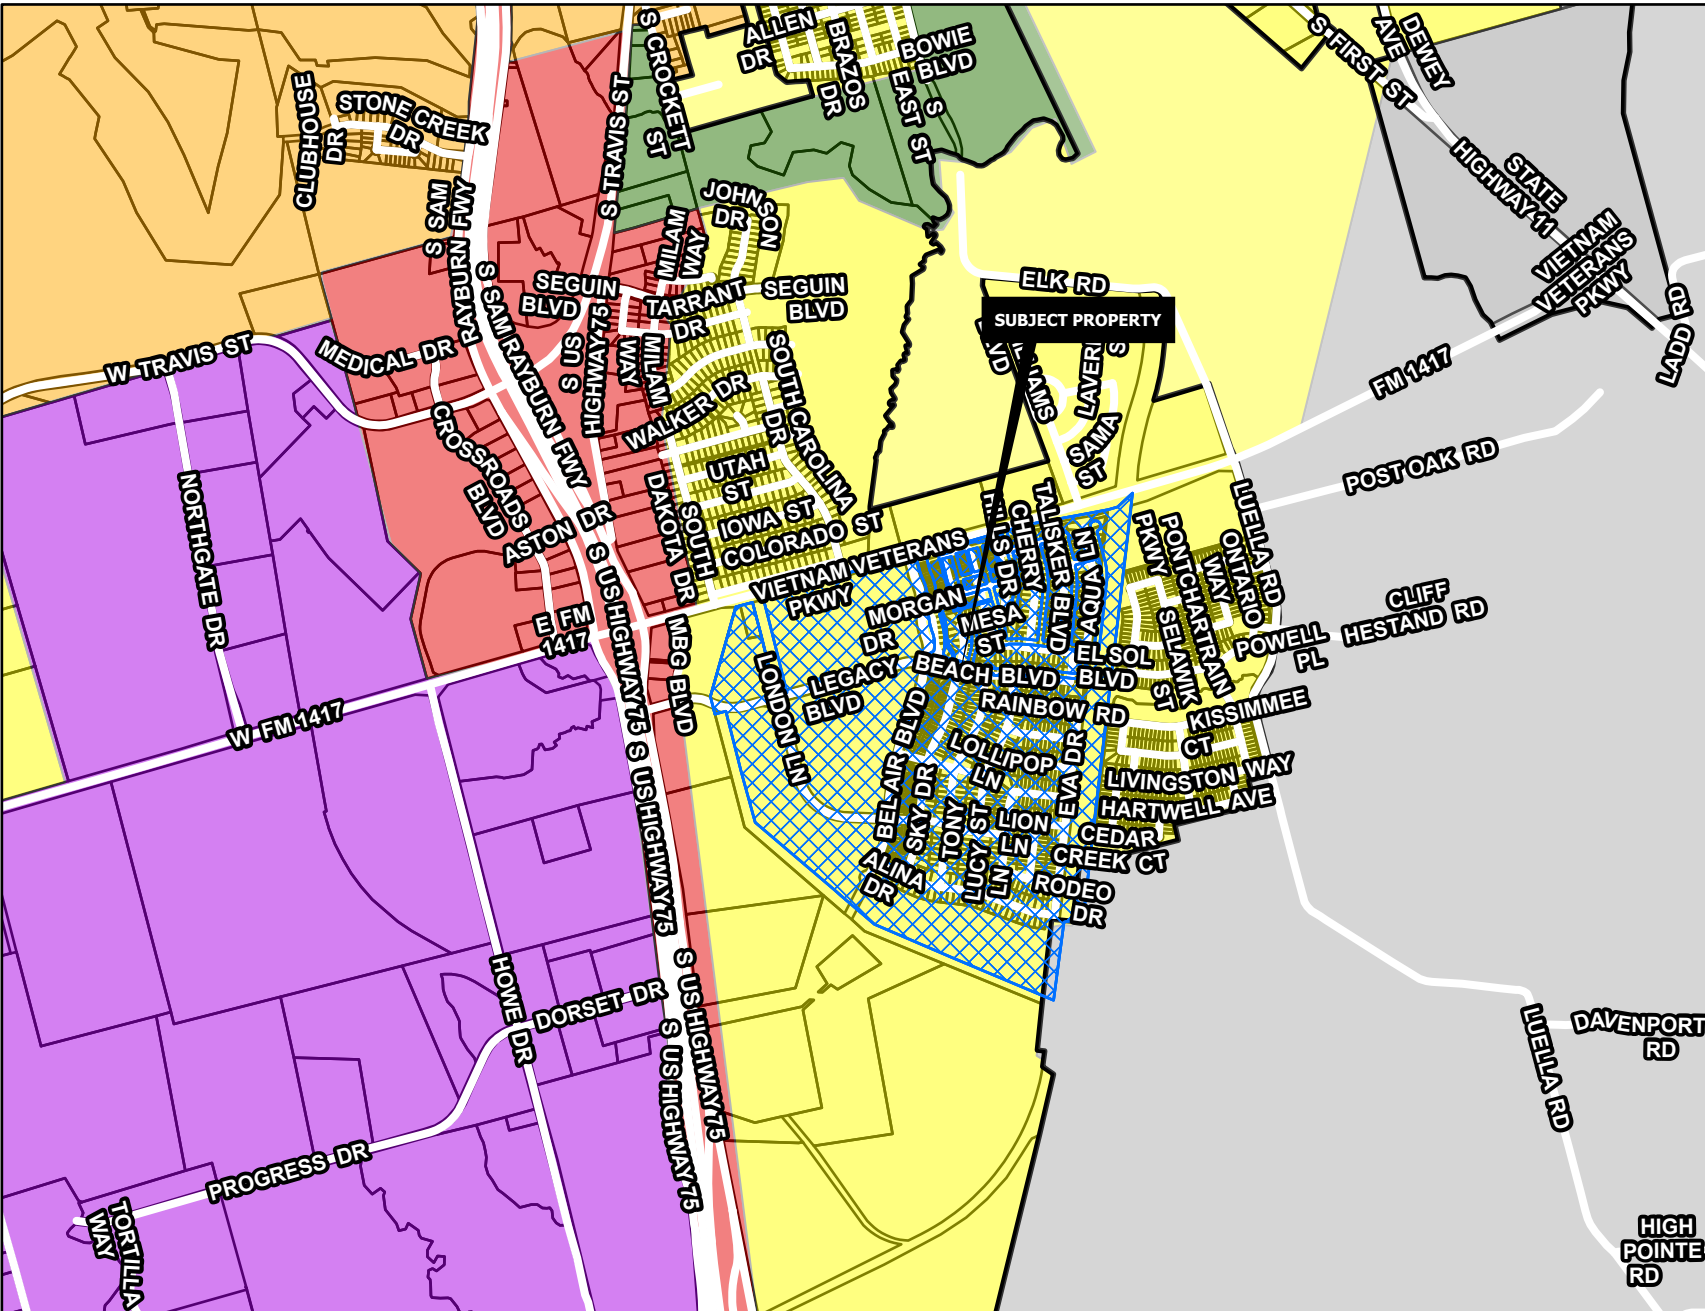 S CROCKETT
ST
ALLEN
DR
BRAZOS
DR
BOWIE
BLVD
S
EAST ST
S FIRST ST
DEWEY
AVE
CLUBHOUSE
DR
STONE CREEK
DR
S TRAVIS ST
STATE
HIGHWAY 11
VIETNAM
VETERANS
PKWY
LADD RD
S SAM
RAYBURN FWY
JOHNSON
DR
MILAM
WAY
SEGUIN
BLVD
TARRANT
DR
SEGUIN
BLVD
ELK RD
SUBJECT PROPERTY
W TRAVIS ST
MEDICAL DR
S SAM RAYBURN FWY
S US
HIGHWAY 75
MILAM
WAY
WALKER DR
SOUTH CAROLINA
DR
LAVER
SAMA
ST
FM 1417
POST OAK RD
CROSSROADS
BLVD
NORTHGATE DR
ASTON DR
UTAH
ST
IOWA ST
COLORADO ST
SOUTH
DAKOTA DR
VIETNAM VETERANS
PKWY
HILLS DR
CHERRY
TALISKER BLVD
AQUA
LN
PONTCHARTRAIN
PKWY
ONTARIO
WAY
LUELLA RD
CLIFF
HESTAND RD
POWELL
PL
SELAWIK
ST
E FM
1417
S US HIGHWAY 75
MBG BLVD
MORGAN
DR
MESA
ST
EL SOL
BLVD
BEACH BLVD
LEGACY
BLVD
LONDON LN
RAINBOW RD
KISSIMMEE
CT
W FM 1417
BEL AIR BLVD
SKY DR
LOLLIPOP
LN
EVA DR
LIVINGSTON WAY
HARTWELL AVE
TONY
LUCY ST
LN
LION
LN
CEDAR
CREEK CT
ALINA
DR
RODEO
DR
S US HIGHWAY 75
S US HIGHWAY 75
S US HIGHWAY 75
HOWE DR
DORSET DR
PROGRESS DR
TORTILLA
WAY
DAVENPORT
RD
LUELLA RD
HIGH
POINTE
RD